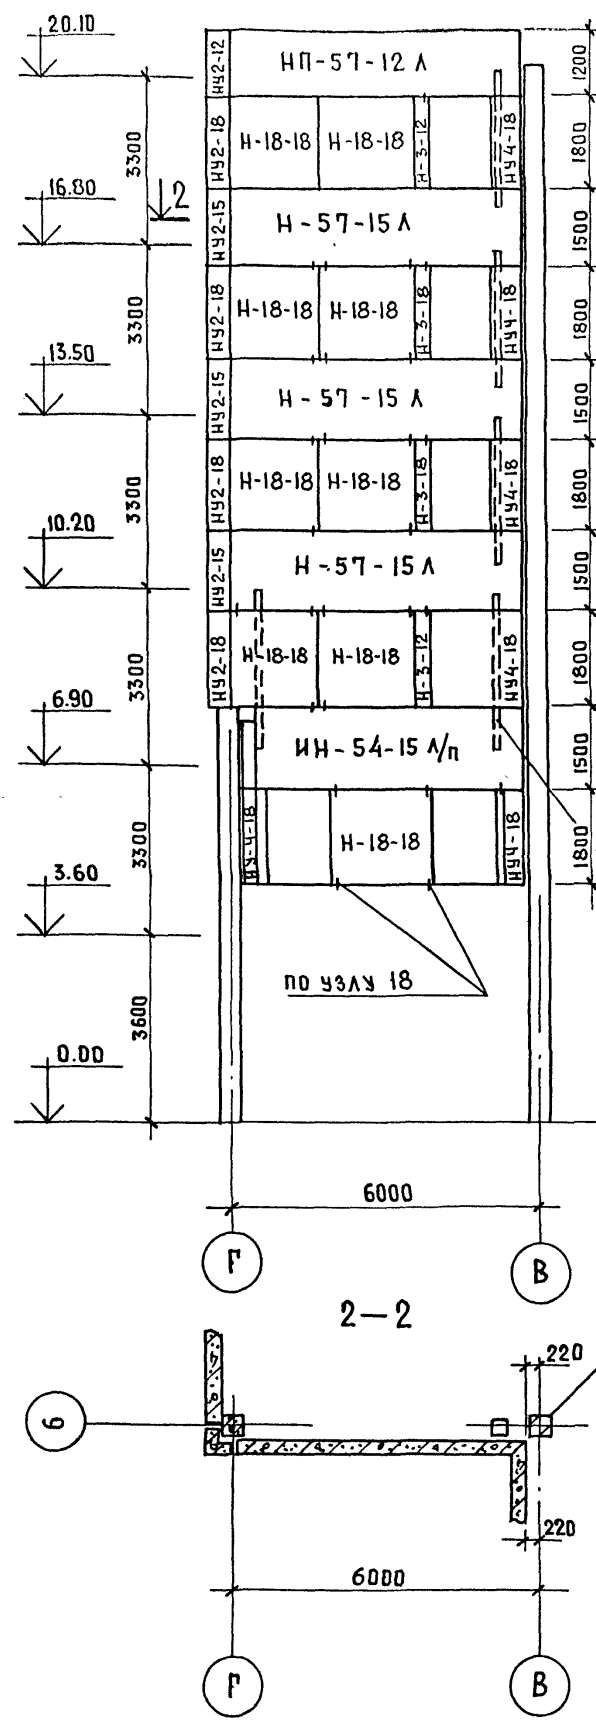 20.10
НУ2-12
НП-57-12 Л
1200
3300
НУ2-18
Н-18-18
Н-18-18
Н-3-12
НУ4-18
1800
16.80
2
НУ2-15
Н-57-15 Л
1500
3300
НУ2-18
Н-18-18
Н-18-18
Н-3-18
НУ4-18
1800
13.50
НУ2-15
Н-57-15 Л
1500
3300
НУ2-18
Н-18-18
Н-18-18
Н-3-18
НУ4-18
1800
10.20
НУ2-15
Н-57-15 Л
1500
3300
НУ2-18
Н-18-18
Н-18-18
Н-3-12
НУ4-18
1800
6.90
ИН-54-15 Л/п
1500
3300
НУ-4-18
Н-18-18
НУ4-18
1800
3.60
по узлу 18
3600
0.00
6000
Г
В
2—2
220
6
220
6000
Г
В